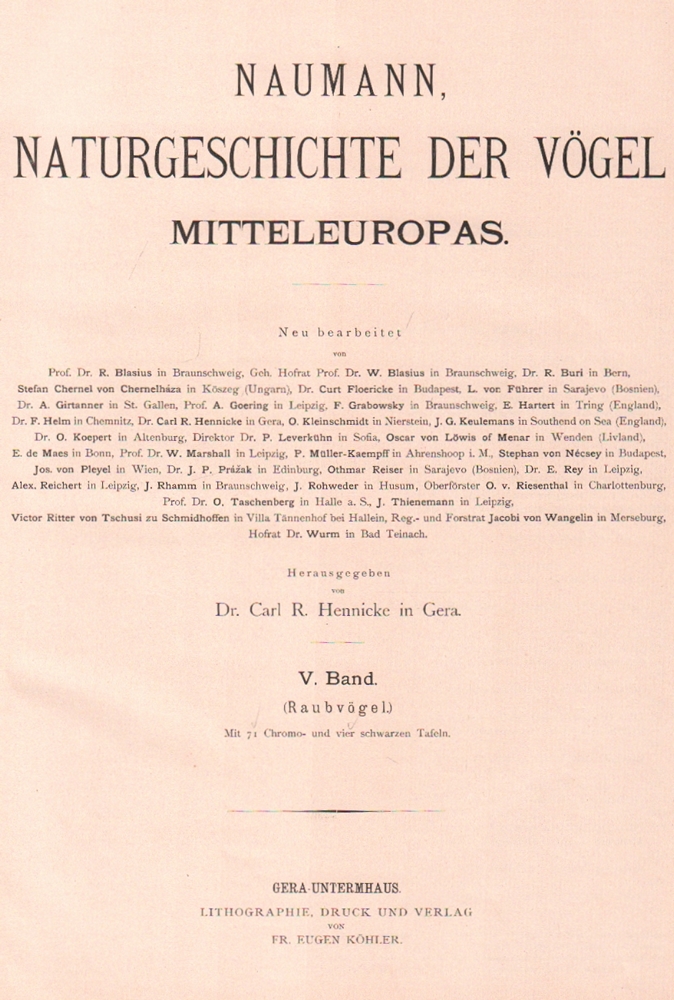 NAUMANN,
NATURGESCHICHTE DER VÖGEL
MITTELEUROPAS.
Neu bearbeitet
von
Prof. Dr. R. Blasius in Braunschweig, Geh. Hofrat Prof. Dr. W. Blasius in Braunschweig, Dr. R. Buri in Bern,
Stefan Chernel von Chernelháza in Köszeg (Ungarn), Dr. Curt Floericke in Budapest, L. von Führer in Sarajevo (Bosnien),
Dr. A. Girtanner in St. Gallen, Prof. A. Goering in Leipzig, F. Grabowsky in Braunschweig, E. Hartert in Tring (England),
Dr. F. Helm in Chemnitz, Dr. Carl R. Hennicke in Gera, O. Kleinschmidt in Nierstein, J. G. Keulemans in Southend on Sea (England),
Dr. O. Koepert in Altenburg, Direktor Dr. P. Leverkühn in Sofia, Oscar von Löwis of Menar in Wenden (Livland),
E. de Maes in Bonn, Prof. Dr. W. Marshall in Leipzig, P. Müller-Kaempff in Ahrenshoop i. M., Stephan von Nécsey in Budapest,
Jos. von Pleyel in Wien, Dr. J. P. Pražak in Edinburg, Othmar Reiser in Sarajevo (Bosnien), Dr. E. Rey in Leipzig,
Alex. Reichert in Leipzig, J. Rhamm in Braunschweig, J. Rohweder in Husum, Oberförster O. v. Riesenthal in Charlottenburg,
Prof. Dr. O. Taschenberg in Halle a. S., J. Thienemann in Leipzig,
Victor Ritter von Tschusi zu Schmidhoffen in Villa Tännenhof bei Hallein, Reg.- und Forstrat Jacobi von Wangelin in Merseburg,
Hofrat Dr. Wurm in Bad Teinach.
Herausgegeben
von
Dr. Carl R. Hennicke in Gera.
V. Band.
(Raubvögel.)
Mit 71 Chromo- und vier schwarzen Tafeln.
GERA-UNTERMHAUS.
LITHOGRAPHIE, DRUCK UND VERLAG
VON
FR. EUGEN KÖHLER.